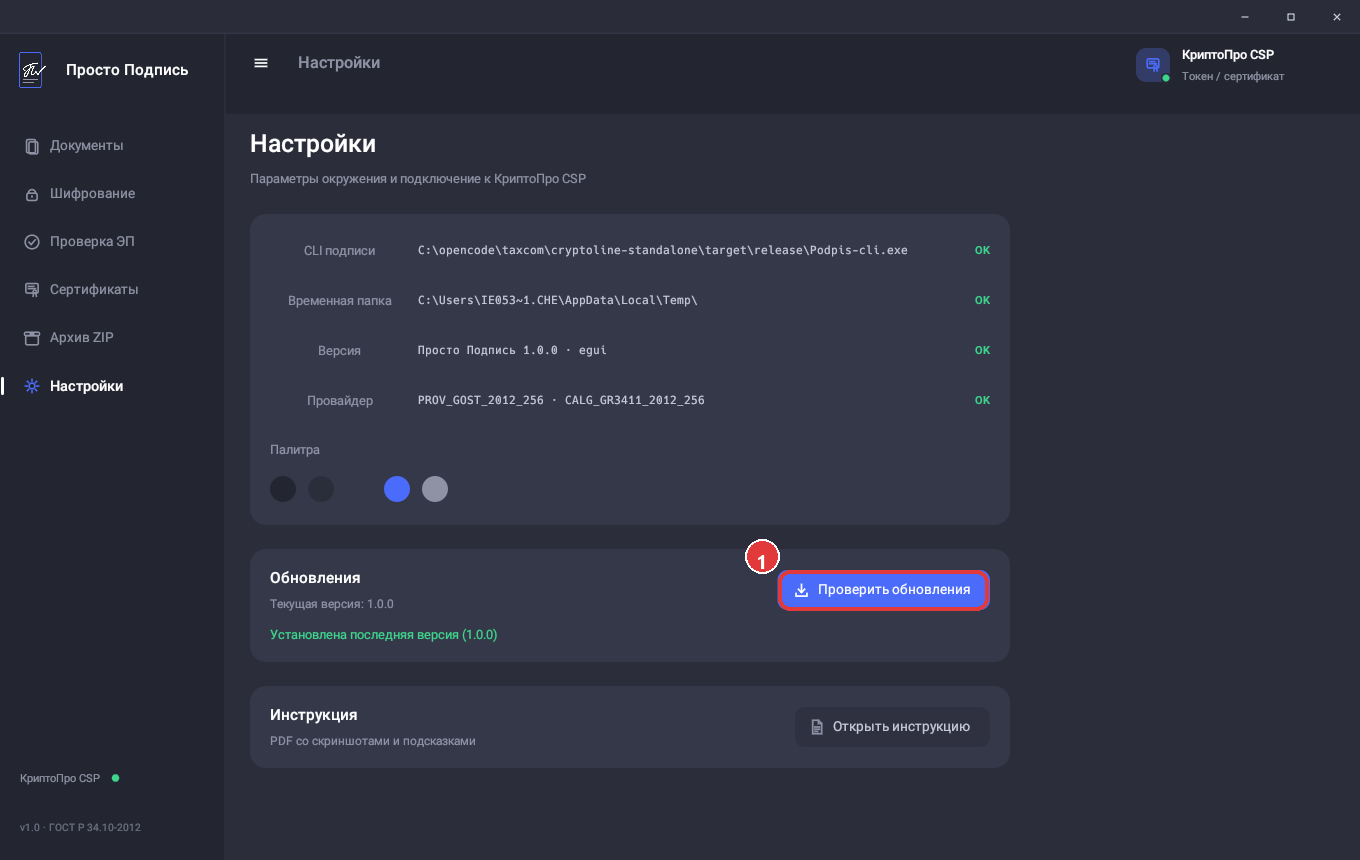 Просто Подпись
Настройки
КриптоПро CSP
Токен / сертификат
Документы
Шифрование
Проверка ЭП
Сертификаты
Архив ZIP
Настройки
Настройки
Параметры окружения и подключение к КриптоПро CSP
CLI подписи C:\opencode\taxcom\cryptoline-standalone\target\release\Podpis-cli.exe OK
Временная папка C:\Users\IE053~1.CHE\AppData\Local\Temp\ OK
Версия Просто Подпись 1.0.0 · egui OK
Провайдер PROV_GOST_2012_256 · CALG_GR3411_2012_256 OK
Палитра
1
Обновления
Проверить обновления
Текущая версия: 1.0.0
Установлена последняя версия (1.0.0)
Инструкция
Открыть инструкцию
PDF со скриншотами и подсказками
КриптоПро CSP
v1.0 · ГОСТ Р 34.10-2012